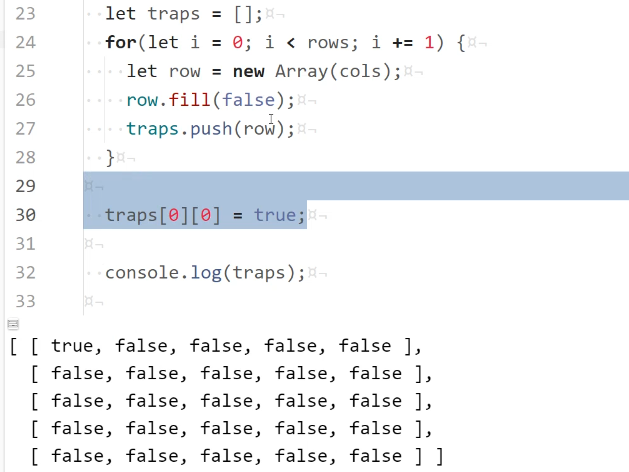 23 let traps = [];¤¬
24 for(let i = 0; i < rows; i += 1) {¤¬
25 let row = new Array(cols);¤¬
26 row.fill(false);¤¬
27 traps.push(row);¤¬
28 }¤¬
29 ¤¬
30 traps[0][0] = true;¤¬
31 ¤¬
32 console.log(traps);¤¬
33 ¤¬
[ [ true, false, false, false, false ],
[ false, false, false, false, false ],
[ false, false, false, false, false ],
[ false, false, false, false, false ],
[ false, false, false, false, false ] ]